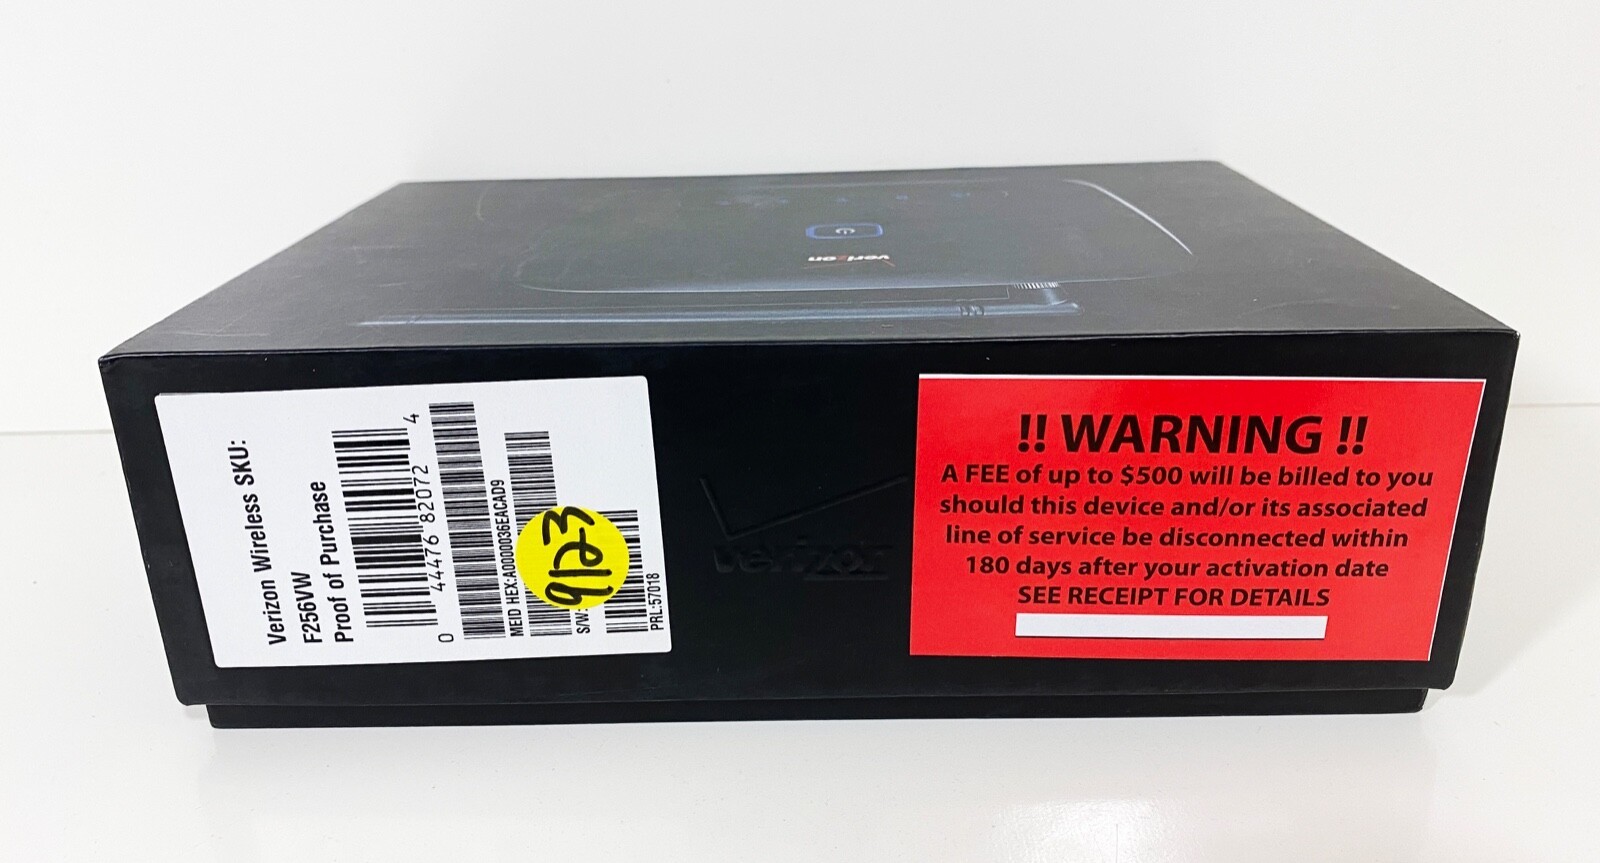 verizon
Verizon Wireless SKU:
F256VW
Proof of Purchase
0 44476 82072 4
MEID HEX:A0000036EACAD9
S/W:
PRL:57018
9123
verizon
!! WARNING !!
A FEE of up to $500 will be billed to you
should this device and/or its associated
line of service be disconnected within
180 days after your activation date
SEE RECEIPT FOR DETAILS